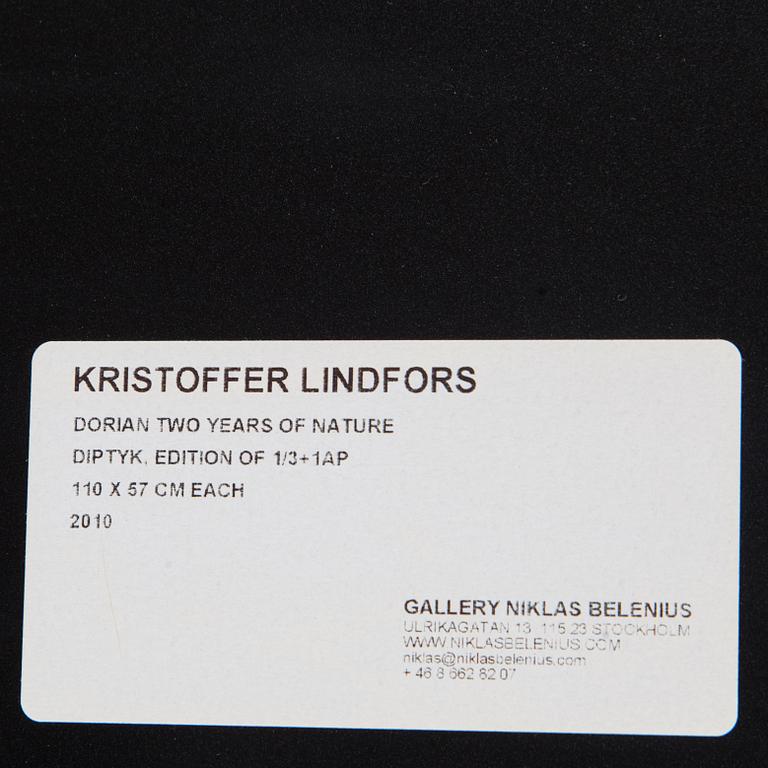 KRISTOFFER LINDFORS
DORIAN TWO YEARS OF NATURE
DIPTYK, EDITION OF 1/3+1AP
110 X 57 CM EACH
2010
GALLERY NIKLAS BELENIUS
ULRIKAGATAN 13 115 23 STOCKHOLM
WWW.NIKLASBELENIUS.COM
niklas@niklasbelenius.com
+ 46 8 662 82 07